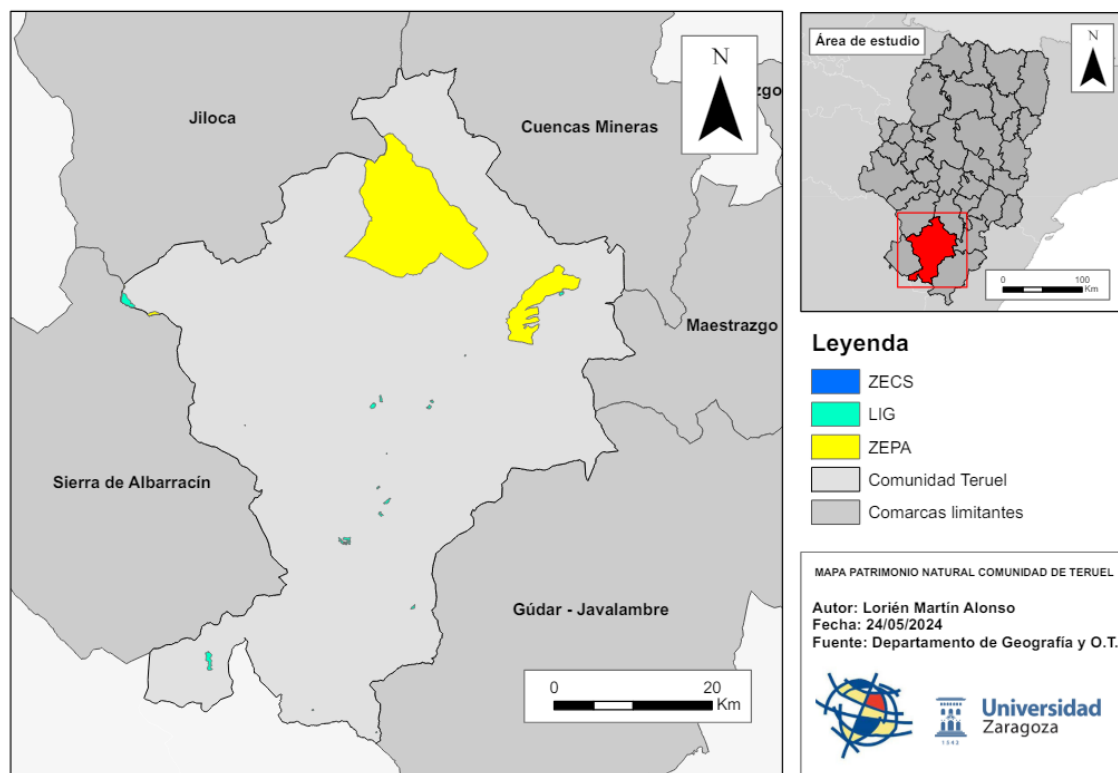 N
Jiloca
Cuencas Mineras
zgo
Maestrazgo
Sierra de Albarracín
Gúdar - Javalambre
0 20
Km
Área de estudio
N
0 100
Km
Leyenda
ZECS
LIG
ZEPA
Comunidad Teruel
Comarcas limitantes
MAPA PATRIMONIO NATURAL COMUNIDAD DE TERUEL
Autor: Lorién Martín Alonso
Fecha: 24/05/2024
Fuente: Departamento de Geografía y O.T.
Universidad
Zaragoza
1542